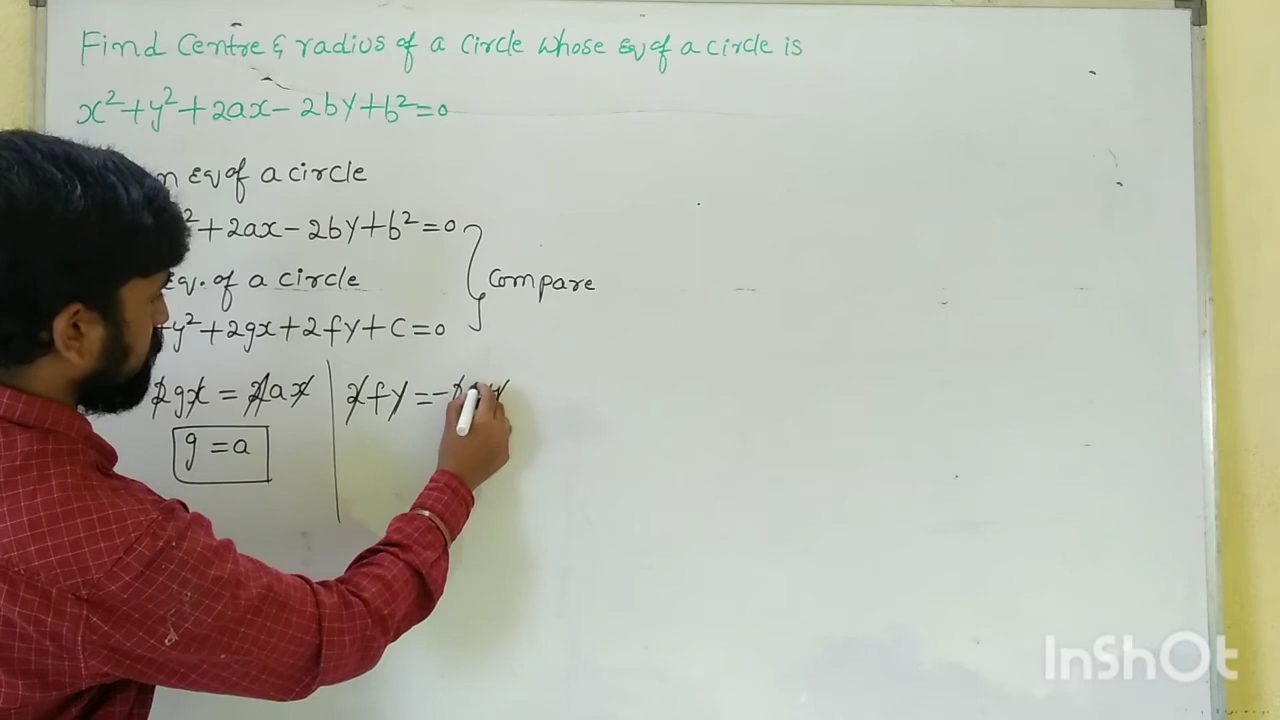 Find Centre & radius of a circle whose Eq of a circle is
x²+y²+2ax-2by+b²=0
n Eq of a circle
²+2ax-2by+b²=0
Eq. of a circle
compare
+y²+2gx+2fy+c=0
2gx = 2ax
2fy = -2
g = a
InShOt